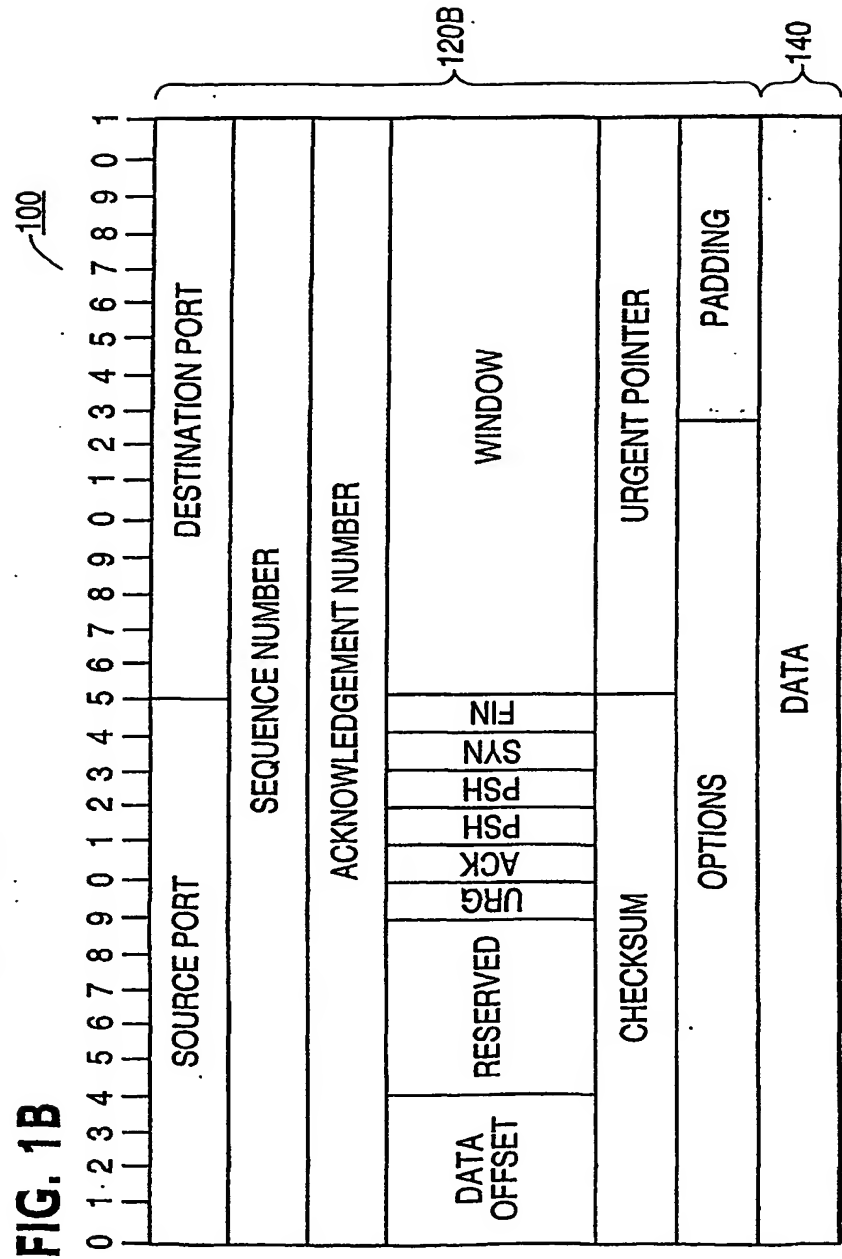 FIG. 1B
100
0 1 2 3 4 5 6 7 8 9 0 1 2 3 4 5 6 7 8 9 0 1 2 3 4 5 6 7 8 9 0 1
SOURCE PORT
DESTINATION PORT
SEQUENCE NUMBER
ACKNOWLEDGEMENT NUMBER
DATA
OFFSET
RESERVED
URG
ACK
PSH
PSH
SYN
FIN
WINDOW
CHECKSUM
URGENT POINTER
OPTIONS
PADDING
120B
DATA
140